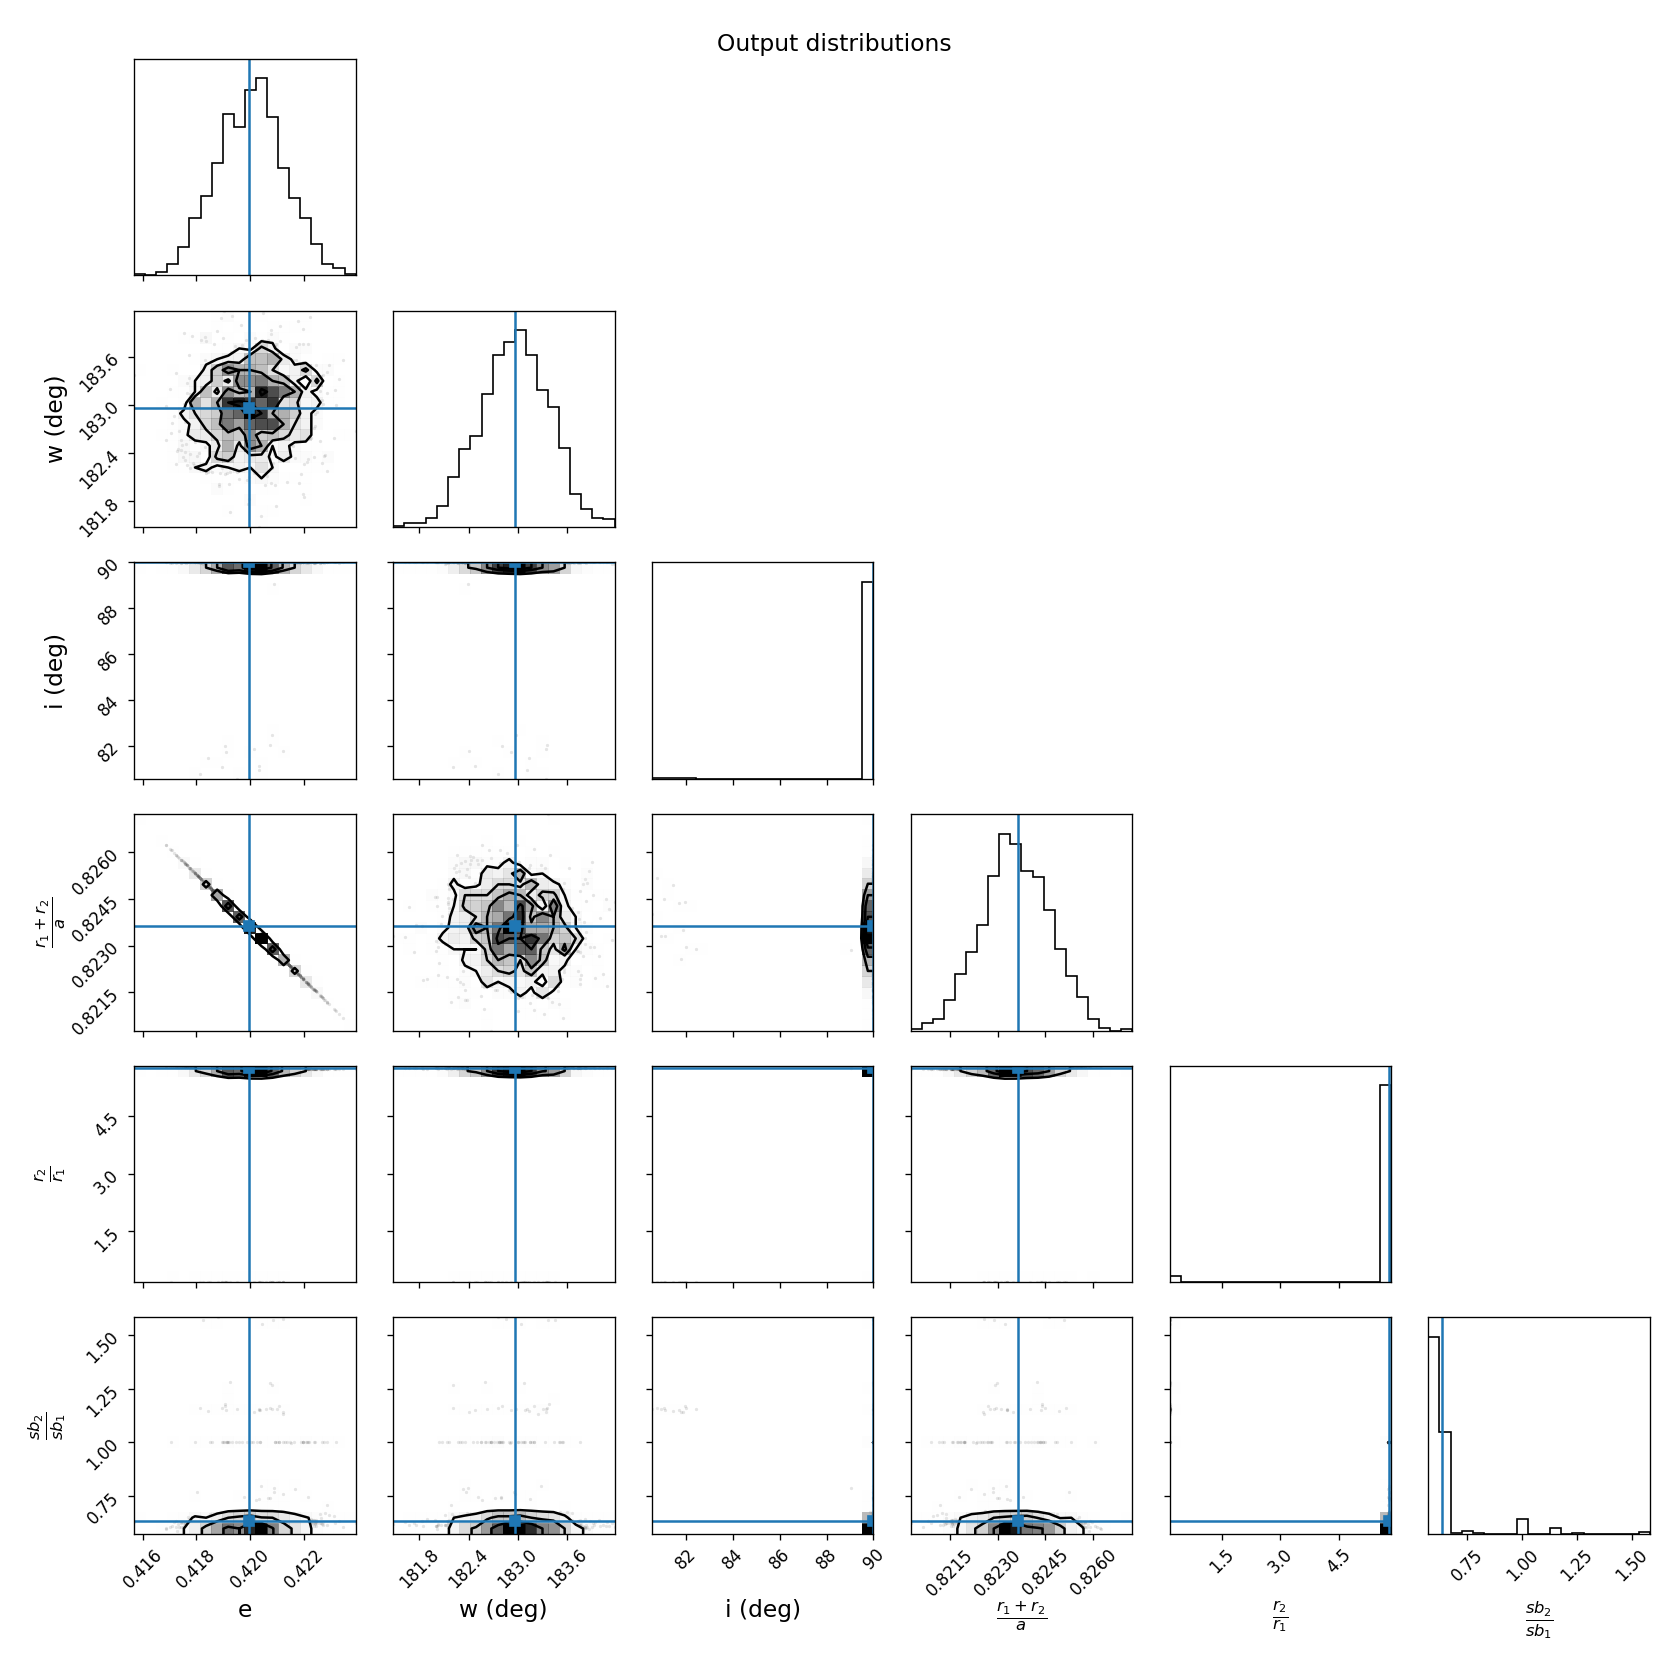 Output distributions
w (deg)
183.6
183.0
182.4
181.8
i (deg)
90
88
86
84
82
r₁ + r₂
a
0.8260
0.8245
0.8230
0.8215
r₂
r₁
4.5
3.0
1.5
sb₂
sb₁
1.50
1.25
1.00
0.75
0.416 0.418 0.420 0.422 181.8 182.4 183.0 183.6 82 84 86 88 90 0.8215 0.8230 0.8245 0.8260 1.5 3.0 4.5 0.75 1.00 1.25 1.50
e w (deg) i (deg) r₁ + r₂ r₂ sb₂
a r₁ sb₁